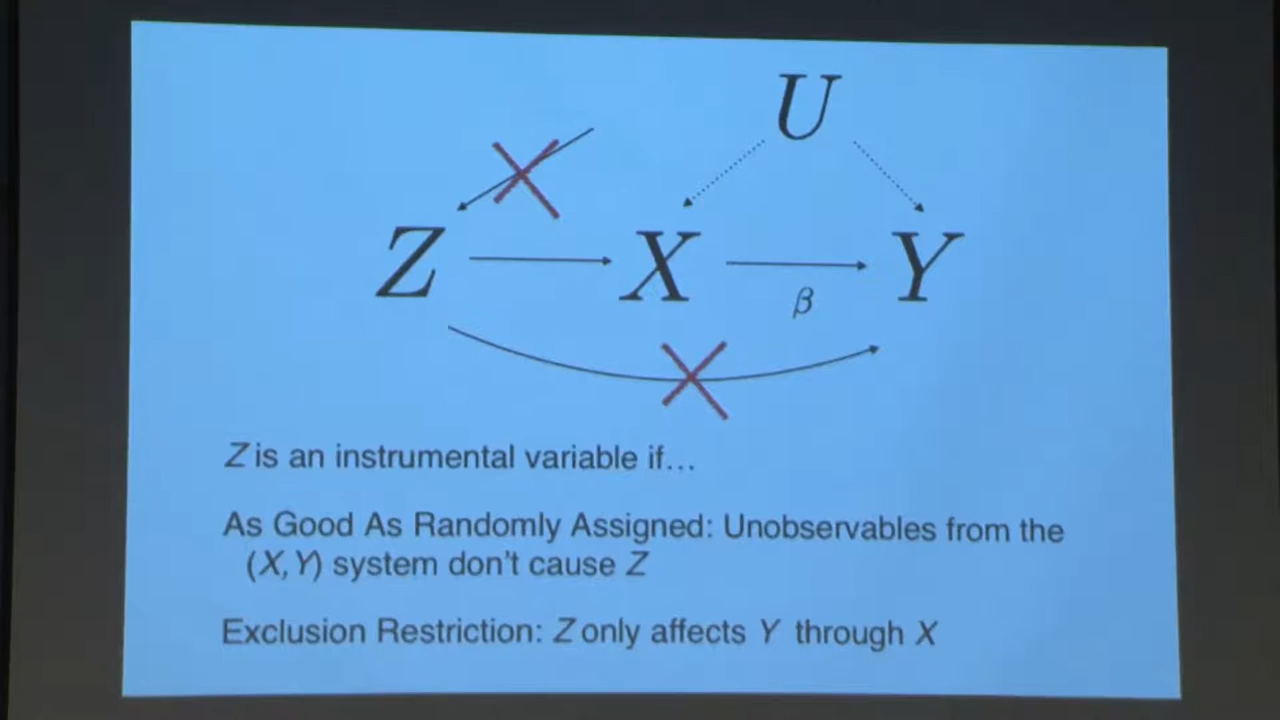 U
Z X Y
β
Z is an instrumental variable if…
As Good As Randomly Assigned: Unobservables from the
(X, Y) system don't cause Z
Exclusion Restriction: Z only affects Y through X